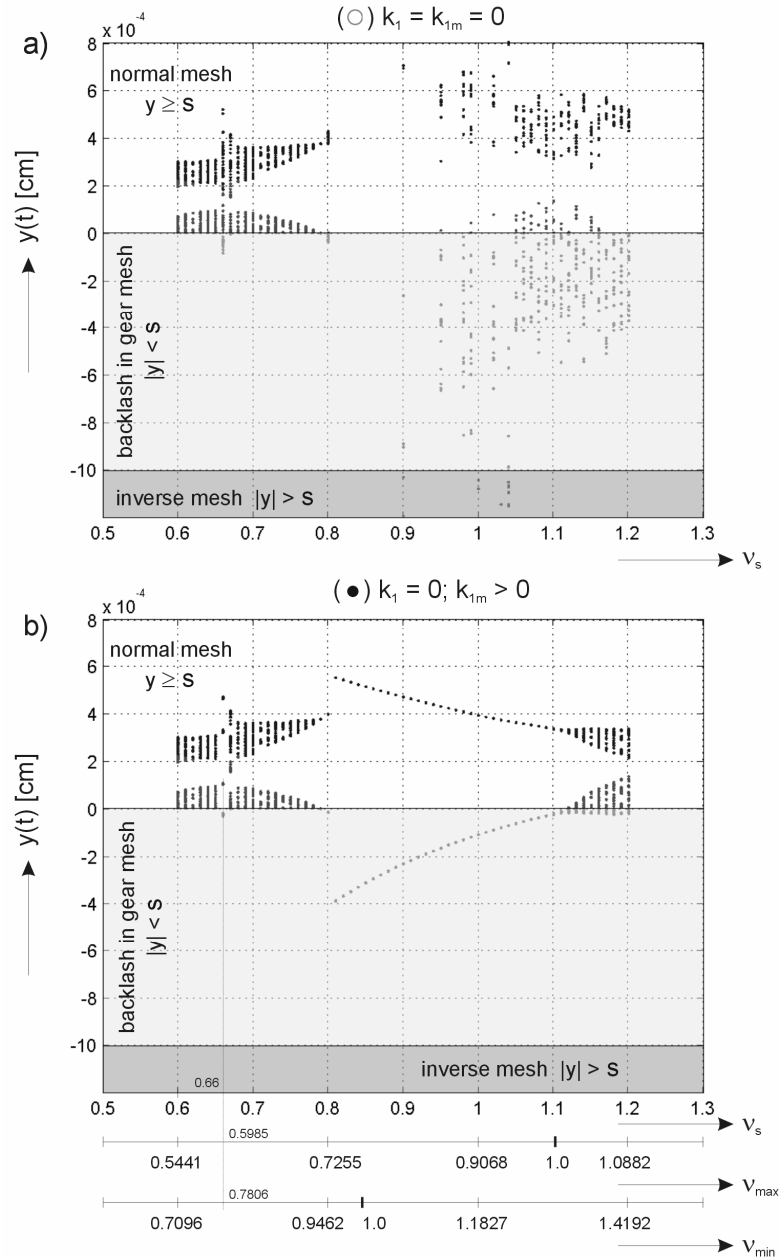 (○) k₁ = k₁ₘ = 0
a)
x 10⁻⁴
8
normal mesh
y ≥ s
6
4
2
0
-2
-4
-6
-8
-10
y(t) [cm]
backlash in gear mesh
|y| < s
inverse mesh |y| > s
0.5 0.6 0.7 0.8 0.9 1 1.1 1.2 1.3
νₛ
(●) k₁ = 0; k₁ₘ > 0
b)
x 10⁻⁴
8
normal mesh
y ≥ s
6
4
2
0
-2
-4
-6
-8
-10
y(t) [cm]
backlash in gear mesh
|y| < s
inverse mesh |y| > s
0.66
0.5 0.6 0.7 0.8 0.9 1 1.1 1.2 1.3
νₛ
0.5985
0.5441 0.7255 0.9068 1.0 1.0882
νmax
0.7806
0.7096 0.9462 1.0 1.1827 1.4192
νmin